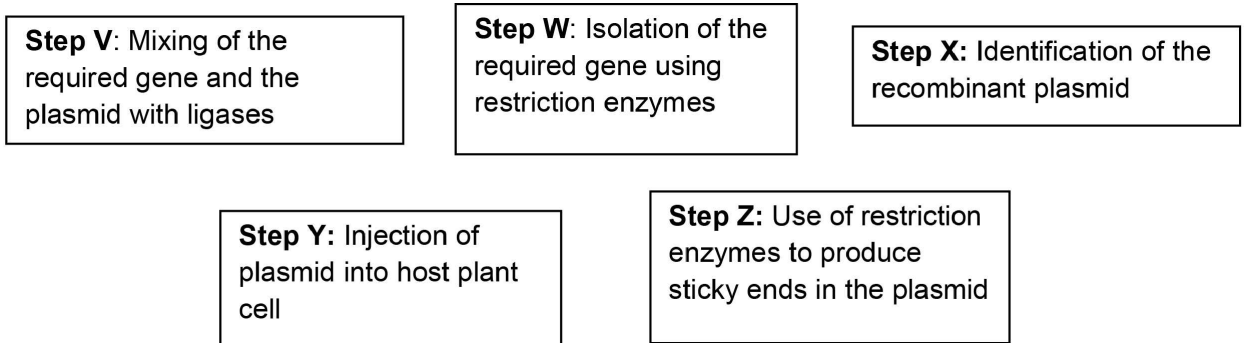 Step V: Mixing of the
required gene and the
plasmid with ligases
Step W: Isolation of the
required gene using
restriction enzymes
Step X: Identification of the
recombinant plasmid
Step Y: Injection of
plasmid into host plant
cell
Step Z: Use of restriction
enzymes to produce
sticky ends in the plasmid